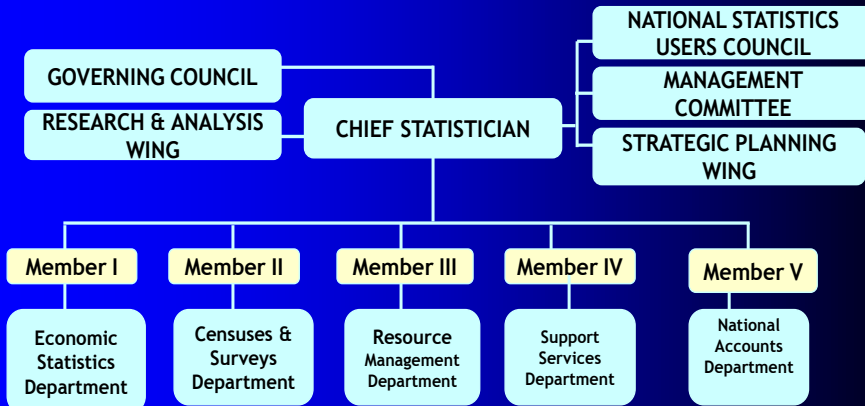 GOVERNING COUNCIL
RESEARCH & ANALYSIS
WING
CHIEF STATISTICIAN
NATIONAL STATISTICS
USERS COUNCIL
MANAGEMENT
COMMITTEE
STRATEGIC PLANNING
WING
Member I
Member II
Member III
Member IV
Member V
Economic
Statistics
Department
Censuses &
Surveys
Department
Resource
Management
Department
Support
Services
Department
National
Accounts
Department